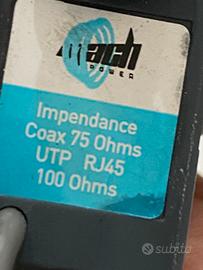 Mach
POWER
Impendance
Coax 75 Ohms
UTP RJ45
100 Ohms
subito